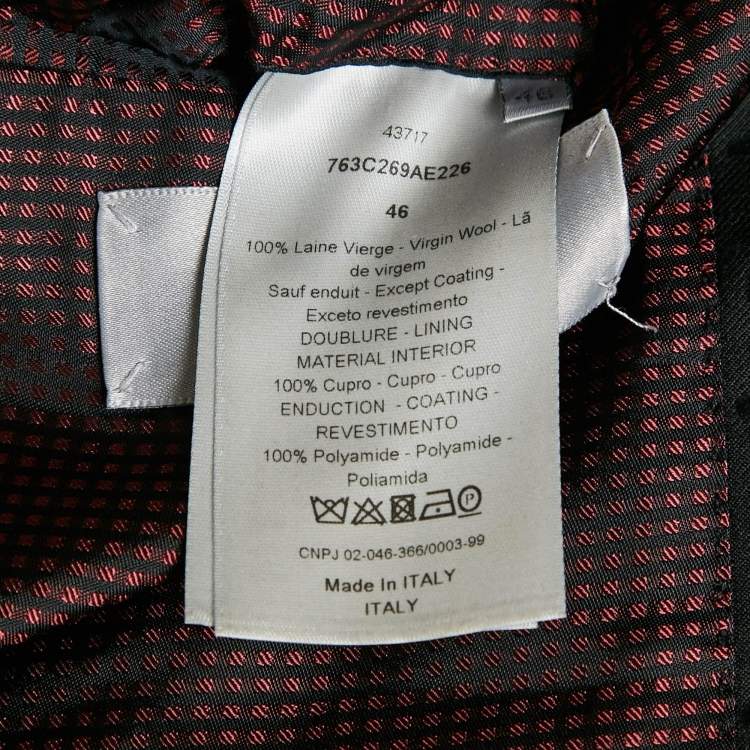 43717
763C269AE226
46
100% Laine Vierge - Virgin Wool - Lã
de virgem
Sauf enduit - Except Coating -
Exceto revestimento
DOUBLURE - LINING
MATERIAL INTERIOR
100% Cupro - Cupro - Cupro
ENDUCTION - COATING -
REVESTIMENTO
100% Polyamide - Polyamide -
Poliamida
P
CNPJ 02-046-366/0003-99
Made In ITALY
ITALY